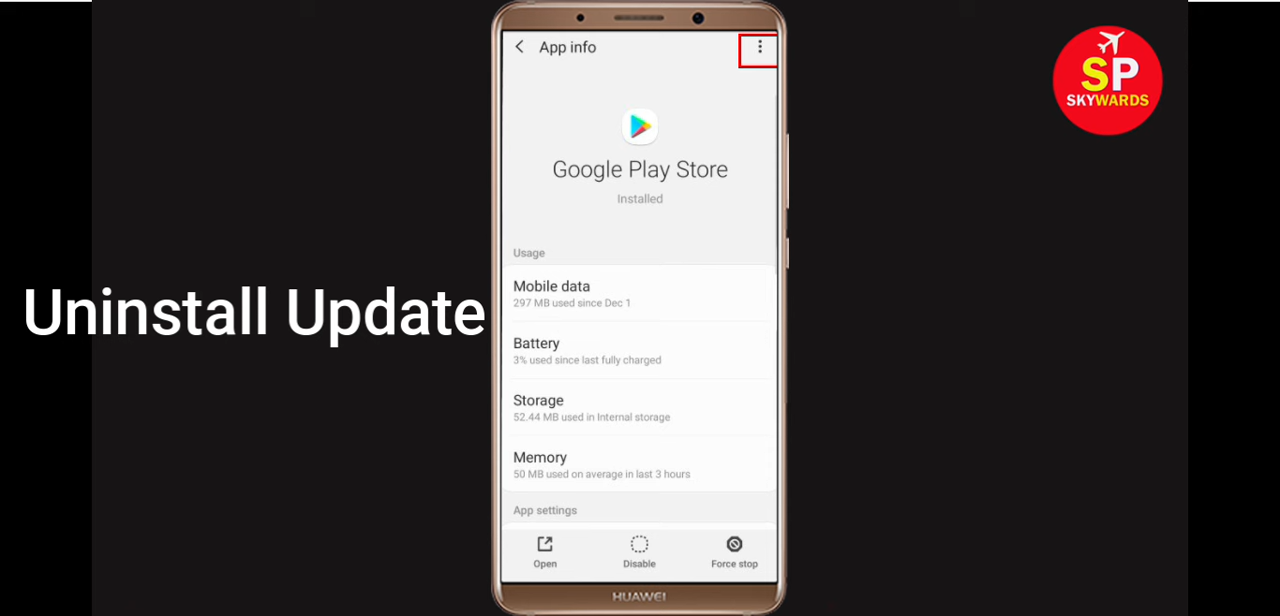 App info
SP
SKYWARDS
Google Play Store
Installed
Usage
Mobile data
297 MB used since Dec 1
Uninstall Update
Battery
3% used since last fully charged
Storage
52.44 MB used in Internal storage
Memory
50 MB used on average in last 3 hours
App settings
Open
Disable
Force stop
HUAWEI